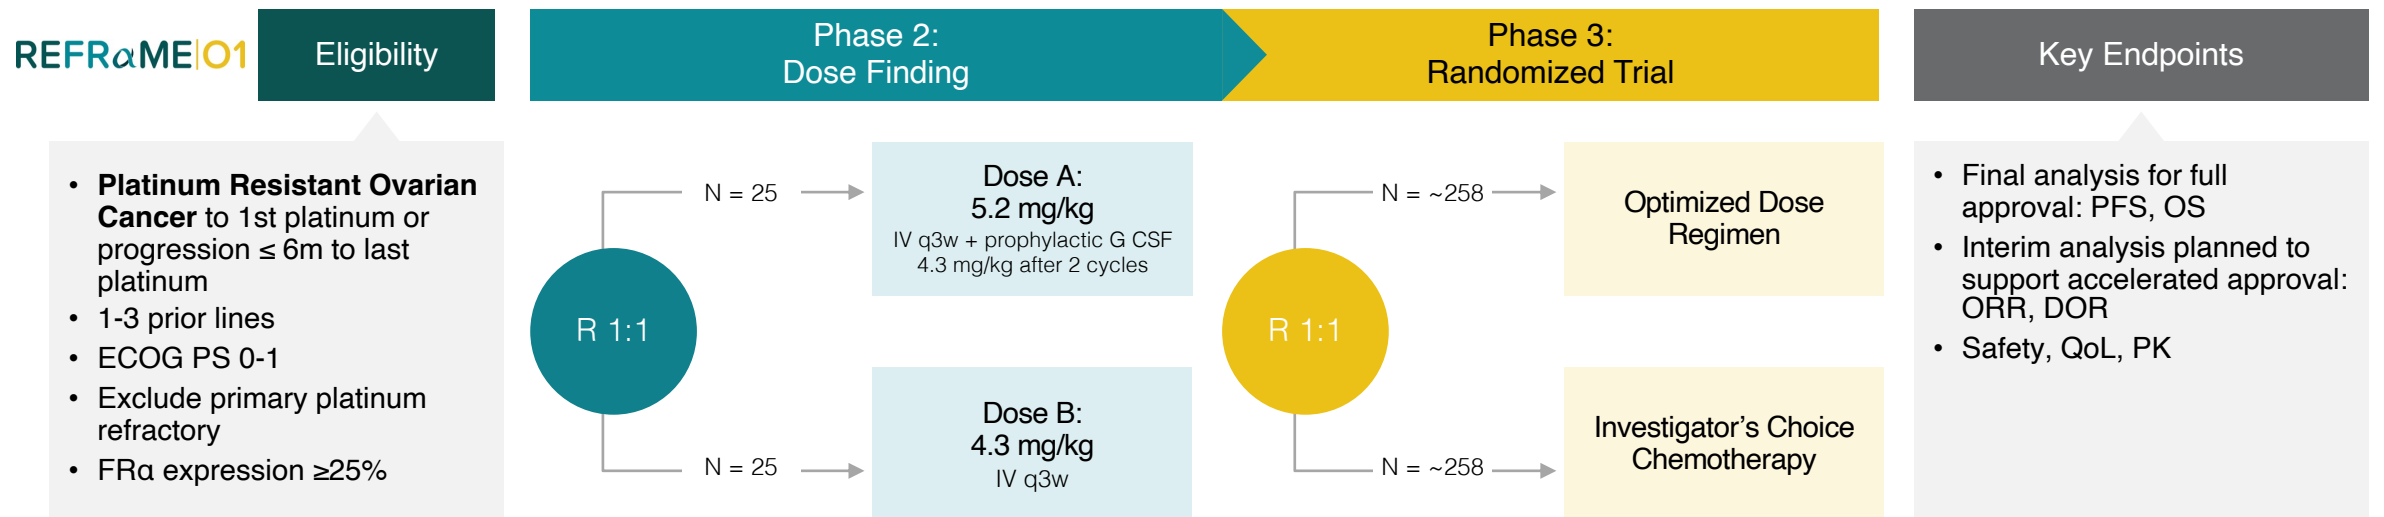 REFRαME|O1
Eligibility
• Platinum Resistant Ovarian
Cancer to 1st platinum or
progression ≤ 6m to last
platinum
• 1-3 prior lines
• ECOG PS 0-1
• Exclude primary platinum
refractory
• FRα expression ≥25%
Phase 2:
Dose Finding
R 1:1
N = 25
Dose A:
5.2 mg/kg
IV q3w + prophylactic G CSF
4.3 mg/kg after 2 cycles
N = 25
Dose B:
4.3 mg/kg
IV q3w
Phase 3:
Randomized Trial
R 1:1
N = ~258
Optimized Dose
Regimen
N = ~258
Investigator’s Choice
Chemotherapy
Key Endpoints
• Final analysis for full
approval: PFS, OS
• Interim analysis planned to
support accelerated approval:
ORR, DOR
• Safety, QoL, PK